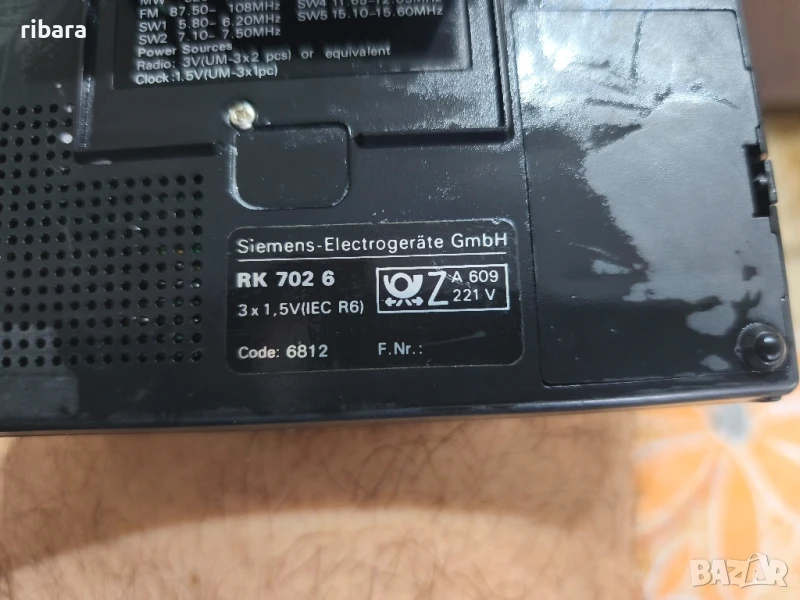 ribara
MW
FM 87.50 - 108MHz
SW1 5.80 - 6.20MHz
SW2 7.10 - 7.50MHz
SW5 15.10-15.60MHz
Power Sources
Radio: 3V(UM-3x2 pcs) or equivalent
Clock:1.5V(UM-3x1pc)
Siemens-Electrogeräte GmbH
RK 702 6
3 x 1,5V(IEC R6)
Z A 609
221 V
Code: 6812 F.Nr.:
BAZAR